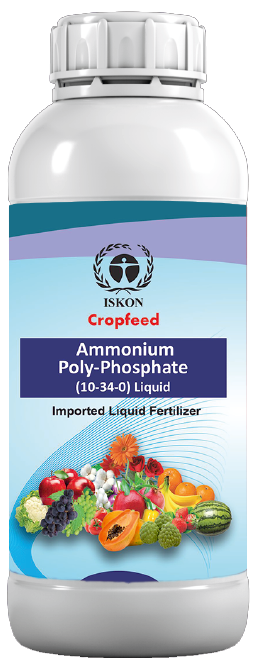 ISKON
Cropfeed
Ammonium
Poly-Phosphate
(10-34-0) Liquid
Imported Liquid Fertilizer